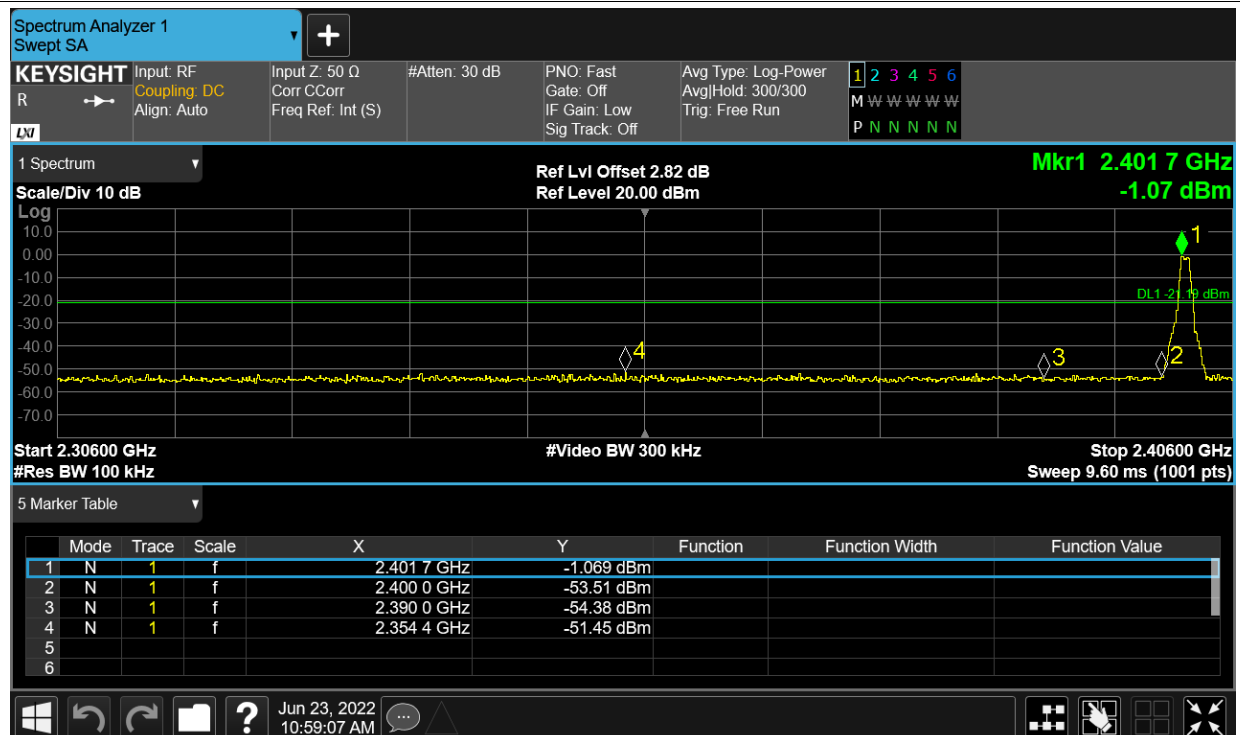 Spectrum Analyzer 1
Swept SA
KEYSIGHT Input: RF Input Z: 50 Ω #Atten: 30 dB PNO: Fast Avg Type: Log-Power 1 2 3 4 5 6
R Coupling: DC Corr CCorr Gate: Off Avg|Hold: 300/300 M W W W W W
Align: Auto Freq Ref: Int (S) IF Gain: Low Trig: Free Run
LXI Sig Track: Off P N N N N N
1 Spectrum Ref Lvl Offset 2.82 dB Mkr1 2.401 7 GHz
Scale/Div 10 dB Ref Level 20.00 dBm -1.07 dBm
Log
10.0 1
0.00
-10.0
-20.0 DL1 -21.19 dBm
-30.0
-40.0 4 3 2
-50.0
-60.0
-70.0
Start 2.30600 GHz #Video BW 300 kHz Stop 2.40600 GHz
#Res BW 100 kHz Sweep 9.60 ms (1001 pts)
5 Marker Table
Mode Trace Scale X Y Function Function Width Function Value
1 N 1 f 2.401 7 GHz -1.069 dBm
2 N 1 f 2.400 0 GHz -53.51 dBm
3 N 1 f 2.390 0 GHz -54.38 dBm
4 N 1 f 2.354 4 GHz -51.45 dBm
5
6
? Jun 23, 2022
10:59:07 AM